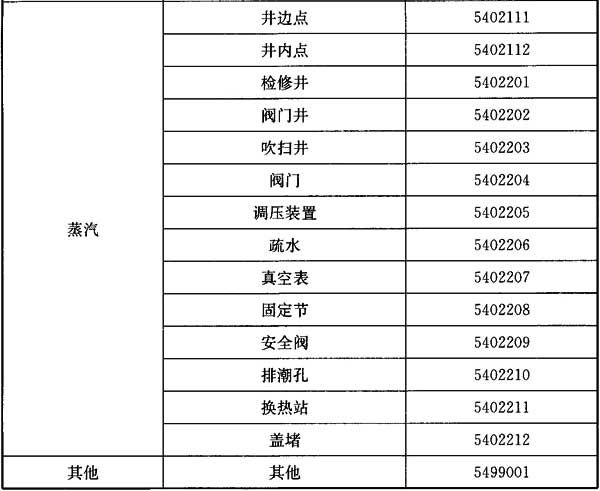 井边点 5402111
井内点 5402112
检修井 5402201
阀门井 5402202
吹扫井 5402203
阀门 5402204
调压装置 5402205
蒸汽
疏水 5402206
真空表 5402207
固定节 5402208
安全阀 5402209
排潮孔 5402210
换热站 5402211
盖堵 5402212
其他 其他 5499001